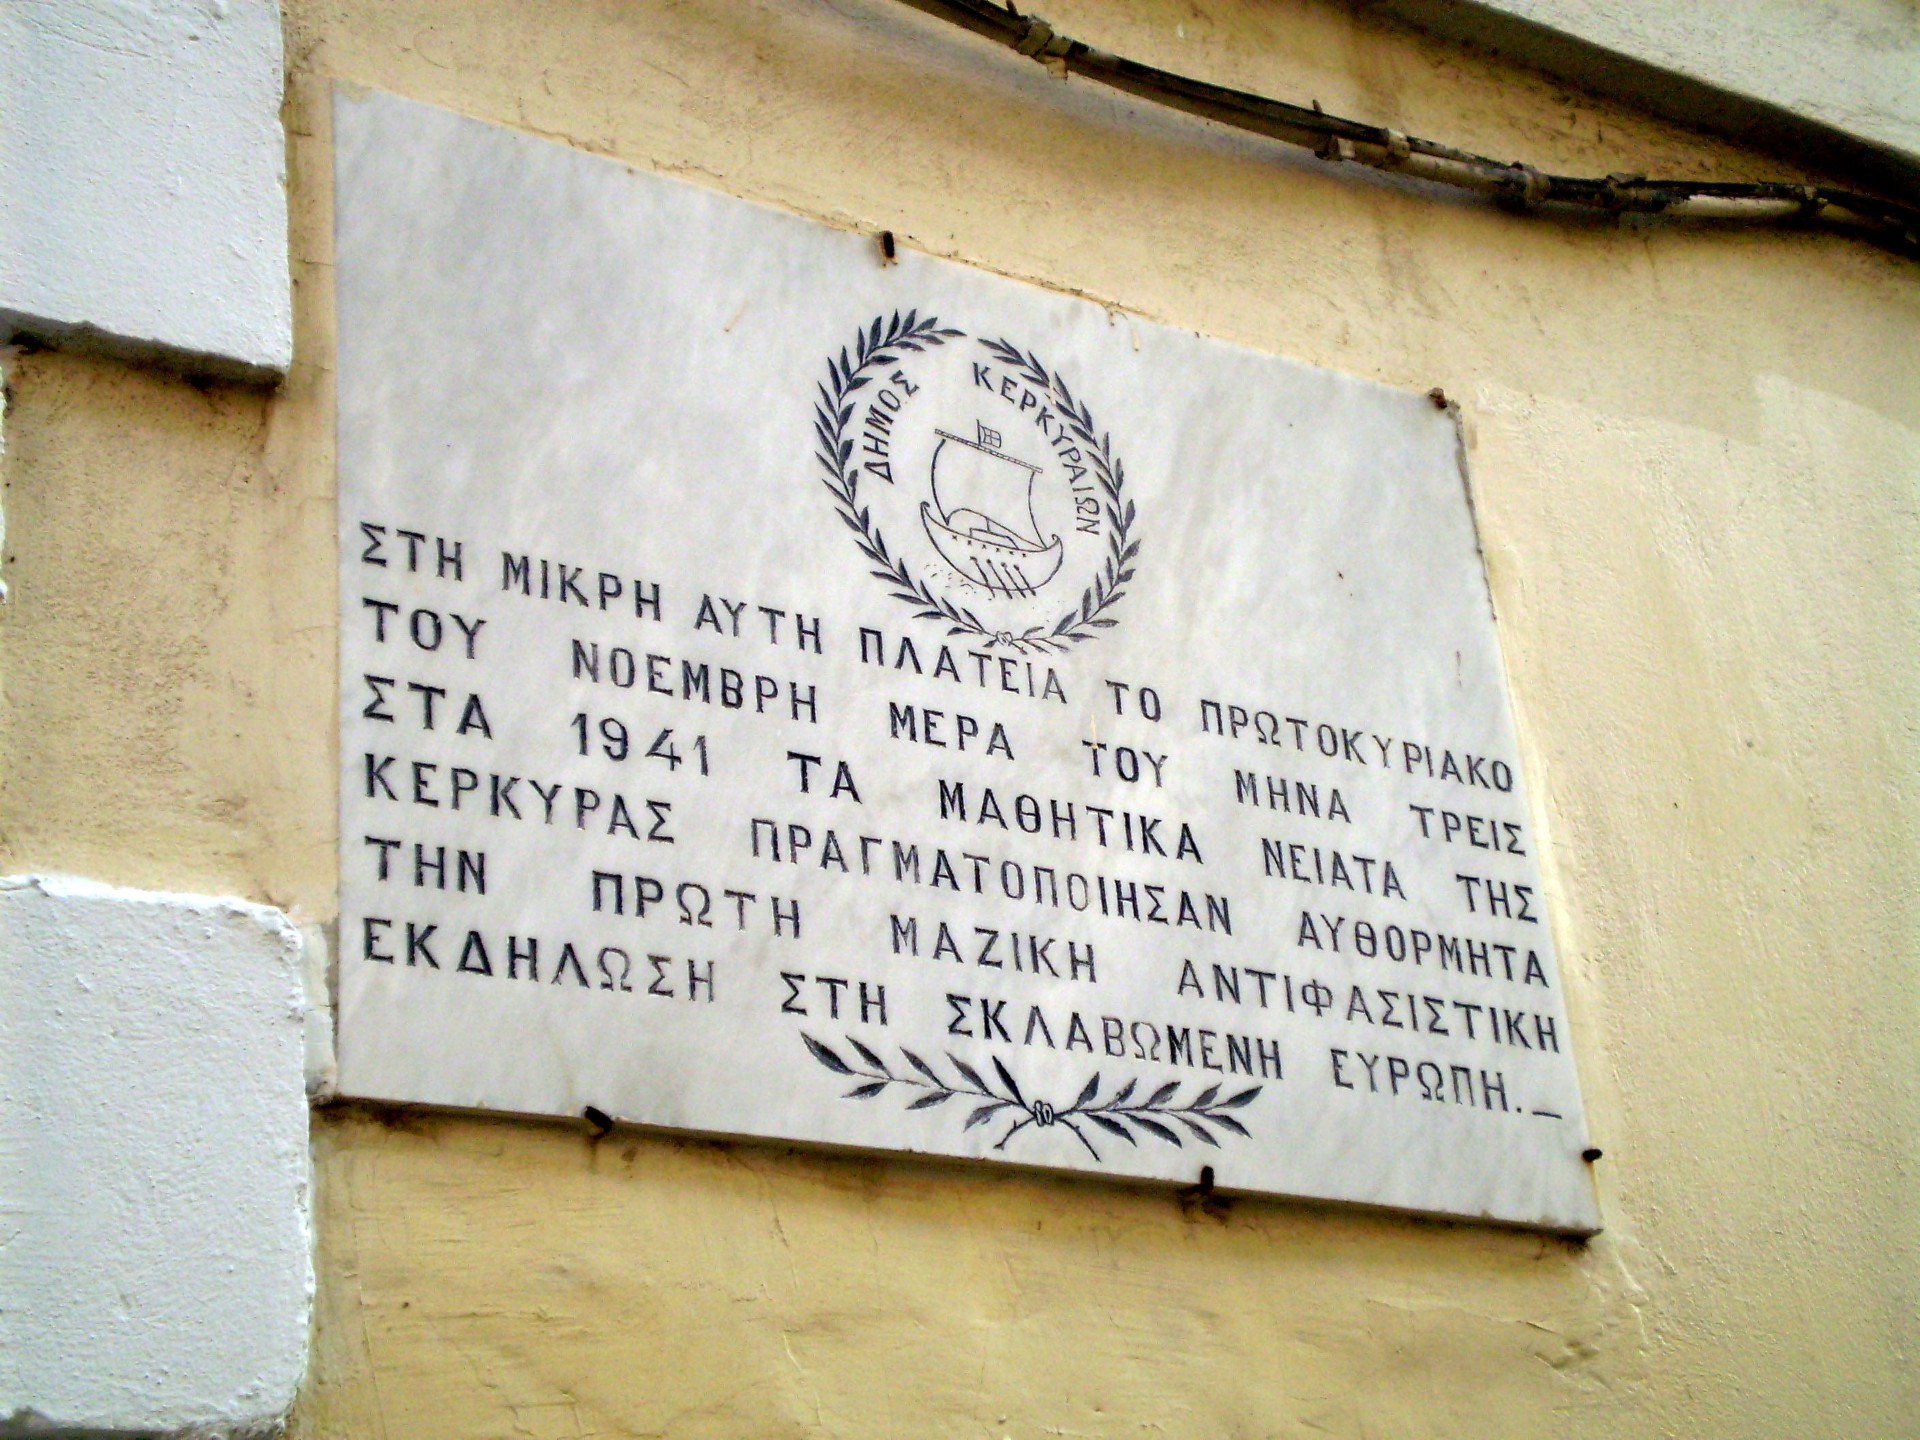 ΔΗΜΟΣ ΚΕΡΚΥΡΑΙΩΝ
ΣΤΗ ΜΙΚΡΗ ΑΥΤΗ ΠΛΑΤΕΙΑ ΤΟ ΠΡΩΤΟΚΥΡΙΑΚΟ
ΤΟΥ ΝΟΕΜΒΡΗ ΜΕΡΑ ΤΟΥ ΜΗΝΑ ΤΡΕΙΣ
ΣΤΑ 1941 ΤΑ ΜΑΘΗΤΙΚΑ ΝΕΙΑΤΑ ΤΗΣ
ΚΕΡΚΥΡΑΣ ΠΡΑΓΜΑΤΟΠΟΙΗΣΑΝ ΑΥΘΟΡΜΗΤΑ
ΤΗΝ ΠΡΩΤΗ ΜΑΖΙΚΗ ΑΝΤΙΦΑΣΙΣΤΙΚΗ
ΕΚΔΗΛΩΣΗ ΣΤΗ ΣΚΛΑΒΩΜΕΝΗ ΕΥΡΩΠΗ._